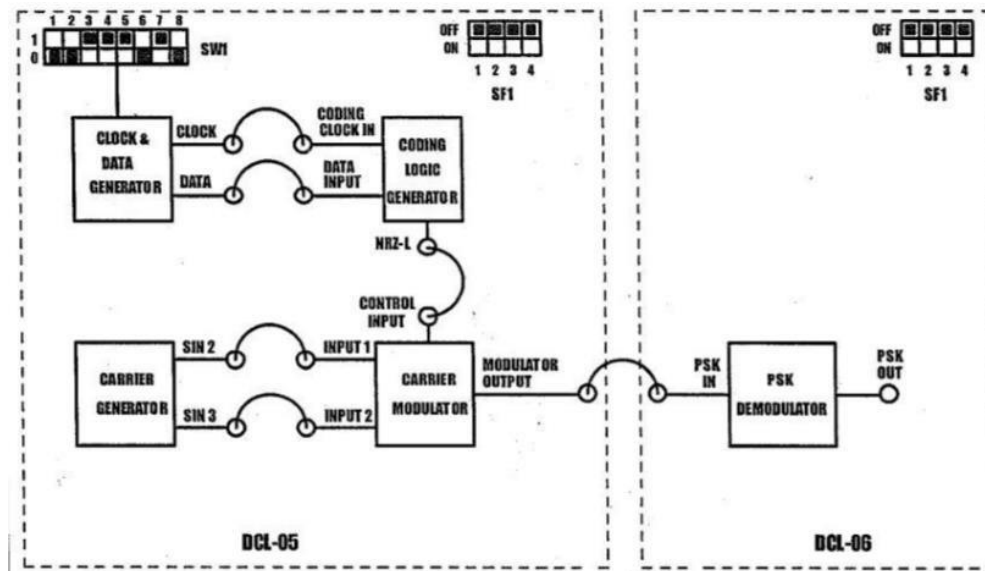 1 2 3 4 5 6 7 8
1
0
SW1
OFF
ON
1 2 3 4
SF1
OFF
ON
1 2 3 4
SF1
CLOCK &
DATA
GENERATOR
CLOCK
DATA
CODING
CLOCK IN
DATA
INPUT
CODING
LOGIC
GENERATOR
NRZ-L
CONTROL
INPUT
CARRIER
GENERATOR
SIN 2
SIN 3
INPUT 1
INPUT 2
CARRIER
MODULATOR
MODULATOR
OUTPUT
PSK
IN
PSK
DEMODULATOR
PSK
OUT
DCL-05
DCL-06